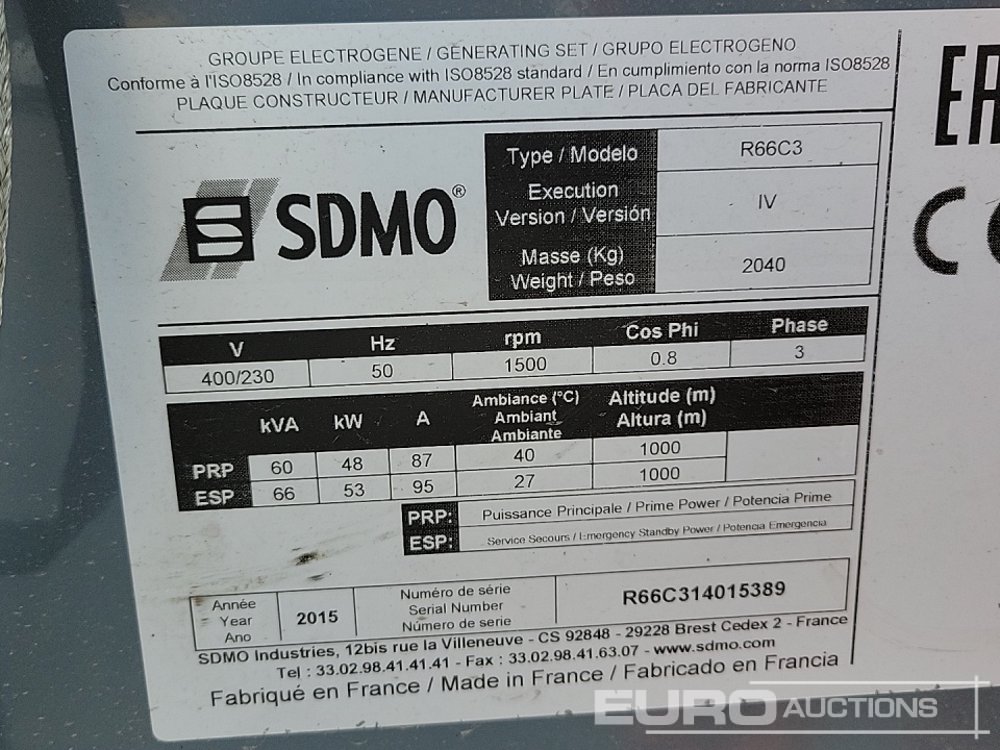 GROUPE ELECTROGENE / GENERATING SET / GRUPO ELECTROGENO
Conforme à l'ISO8528 / In compliance with ISO8528 standard / En cumplimiento con la norma ISO8528
PLAQUE CONSTRUCTEUR / MANUFACTURER PLATE / PLACA DEL FABRICANTE
SDMO®
Type / Modelo R66C3
Execution
Version / Versión IV
Masse (Kg)
Weight / Peso 2040
V Hz rpm Cos Phi Phase
400/230 50 1500 0.8 3
kVA kW A Ambiance (°C) Ambiant Ambiante Altitude (m) Altura (m)
PRP 60 48 87 40 1000
ESP 66 53 95 27 1000
PRP: Puissance Principale / Prime Power / Potencia Prime
ESP: Service Secours / Emergency Standby Power / Potencia Emergencia
Année
Year
Ano
2015
Numéro de série
Serial Number
Número de serie
R66C314015389
SDMO Industries, 12bis rue la Villeneuve - CS 92848 - 29228 Brest Cedex 2 - France
Tel : 33.02.98.41.41.41 - Fax : 33.02.98.41.63.07 - www.sdmo.com
Fabriqué en France / Made in France / Fabricado en Francia
EURO AUCTIONS